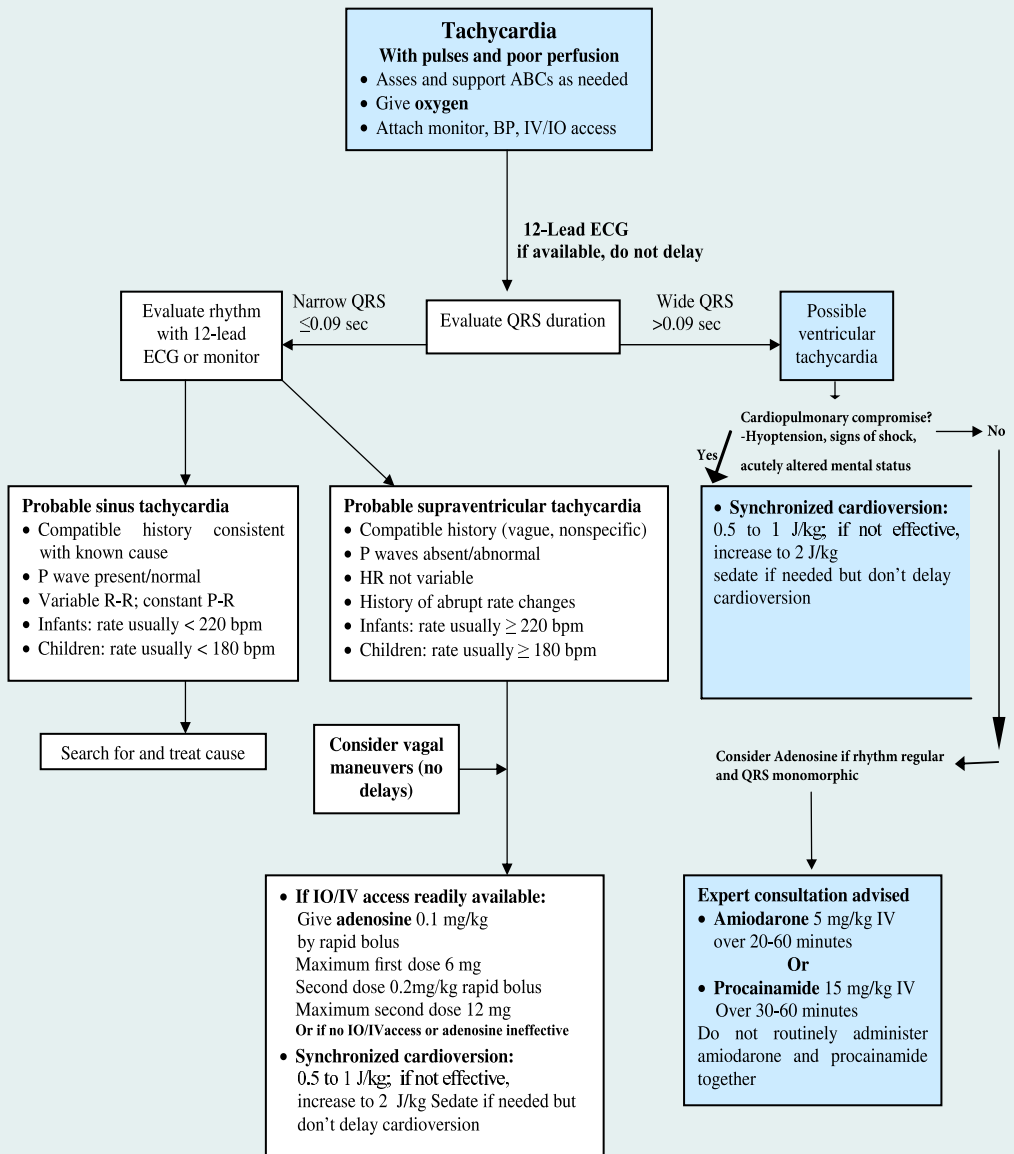 Tachycardia
With pulses and poor perfusion
• Asses and support ABCs as needed
• Give oxygen
• Attach monitor, BP, IV/IO access
12-Lead ECG
if available, do not delay
Evaluate rhythm
with 12-lead
ECG or monitor
Narrow QRS
≤0.09 sec
Evaluate QRS duration
Wide QRS
>0.09 sec
Possible
ventricular
tachycardia
Cardiopulmonary compromise?
-Hyoptension, signs of shock,
acutely altered mental status
No
Yes
Probable sinus tachycardia
• Compatible history consistent
with known cause
• P wave present/normal
• Variable R-R; constant P-R
• Infants: rate usually < 220 bpm
• Children: rate usually < 180 bpm
Probable supraventricular tachycardia
• Compatible history (vague, nonspecific)
• P waves absent/abnormal
• HR not variable
• History of abrupt rate changes
• Infants: rate usually ≥ 220 bpm
• Children: rate usually ≥ 180 bpm
• Synchronized cardioversion:
0.5 to 1 J/kg; if not effective,
increase to 2 J/kg
sedate if needed but don't delay
cardioversion
Search for and treat cause
Consider vagal
maneuvers (no
delays)
Consider Adenosine if rhythm regular
and QRS monomorphic
• If IO/IV access readily available:
Give adenosine 0.1 mg/kg
by rapid bolus
Maximum first dose 6 mg
Second dose 0.2mg/kg rapid bolus
Maximum second dose 12 mg
Or if no IO/IVaccess or adenosine ineffective
• Synchronized cardioversion:
0.5 to 1 J/kg; if not effective,
increase to 2 J/kg Sedate if needed but
don't delay cardioversion
Expert consultation advised
• Amiodarone 5 mg/kg IV
over 20-60 minutes
Or
• Procainamide 15 mg/kg IV
Over 30-60 minutes
Do not routinely administer
amiodarone and procainamide
together